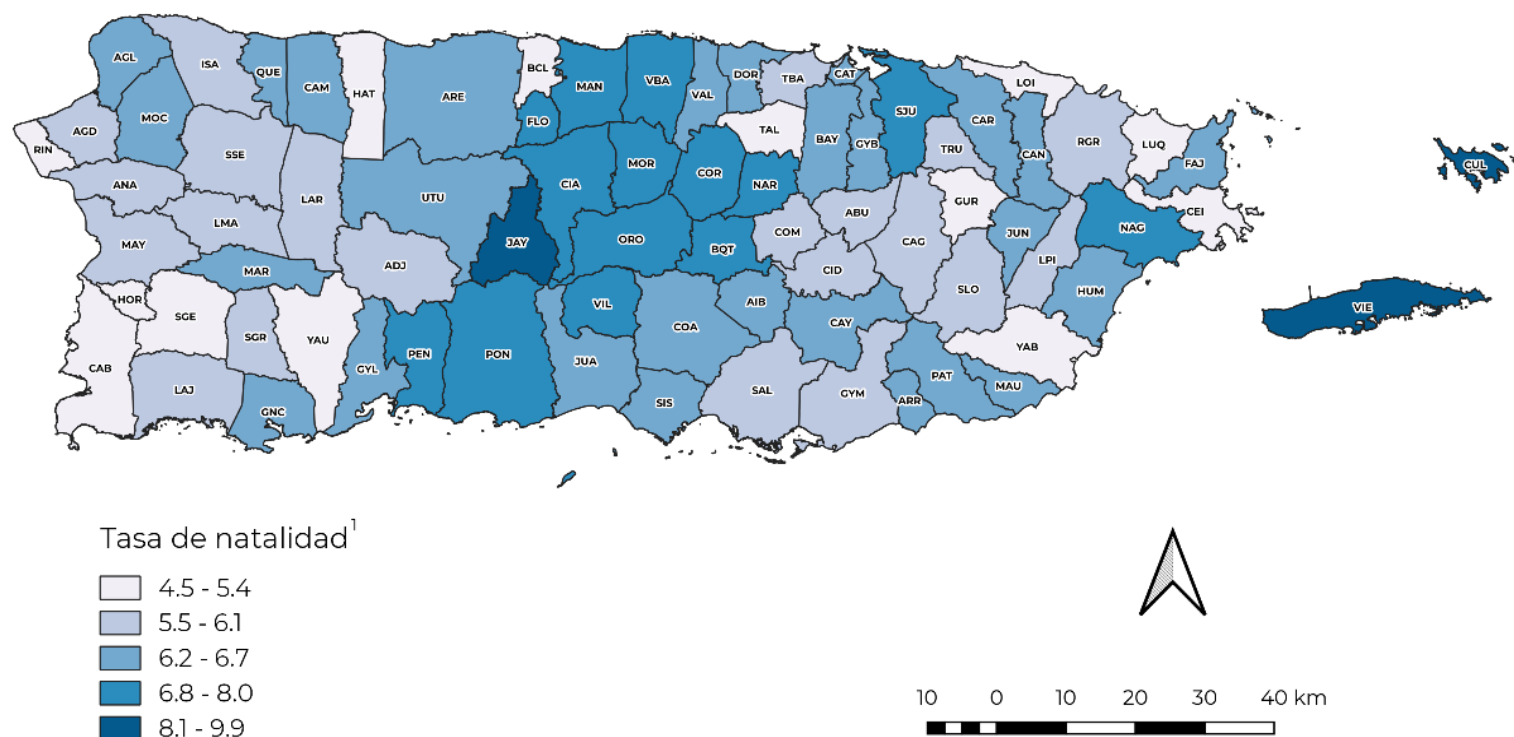 AGL
ISA
QUE
CAM
HAT
ARE
BCL
MAN
VBA
VAL
DOR
TBA
CAT
SJU
CAR
LOI
CAN
RGR
LUQ
FAJ
CUL
RIN
AGD
MOC
SSE
LAR
FLO
TAL
BAY
GYB
TRU
ANA
UTU
CIA
MOR
COR
NAR
GUR
CEI
MAY
LMA
JAY
ORO
BQT
COM
ABU
CAG
JUN
LPI
NAG
MAR
ADJ
CID
SLO
HUM
HOR
SGE
SGR
YAU
GYL
PEN
PON
VIL
JUA
COA
AIB
CAY
YAB
VIE
CAB
LAJ
GNC
SIS
SAL
GYM
ARR
PAT
MAU
Tasa de natalidad¹
4.5 - 5.4
5.5 - 6.1
6.2 - 6.7
6.8 - 8.0
8.1 - 9.9
10 0 10 20 30 40 km